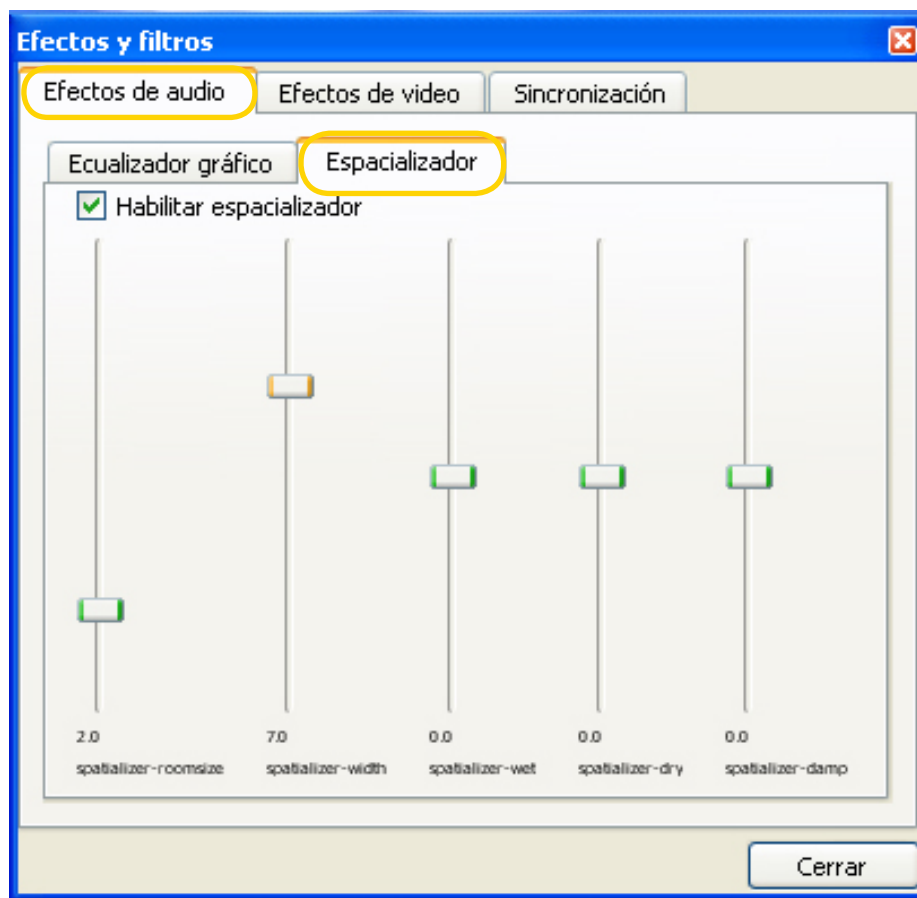 Efectos y filtros
Efectos de audio Efectos de video Sincronización
Ecualizador gráfico Espacializador
Habilitar espacializador
2.0 7.0 0.0 0.0 0.0
spatializer-roomsize spatializer-width spatializer-wet spatializer-dry spatializer-damp
Cerrar